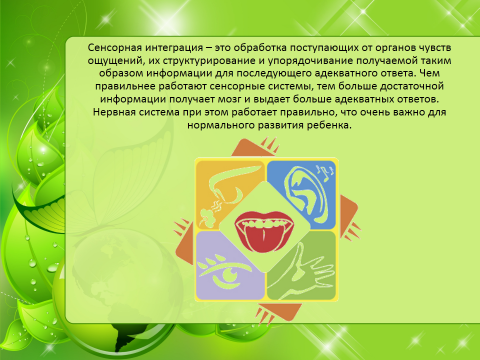 Сенсорная интеграция – это обработка поступающих от органов чувств
ощущений, их структурирование и упорядочивание получаемой таким
образом информации для последующего адекватного ответа. Чем
правильнее работают сенсорные системы, тем больше достаточной
информации получает мозг и выдает больше адекватных ответов.
Нервная система при этом работает правильно, что очень важно для
нормального развития ребенка.